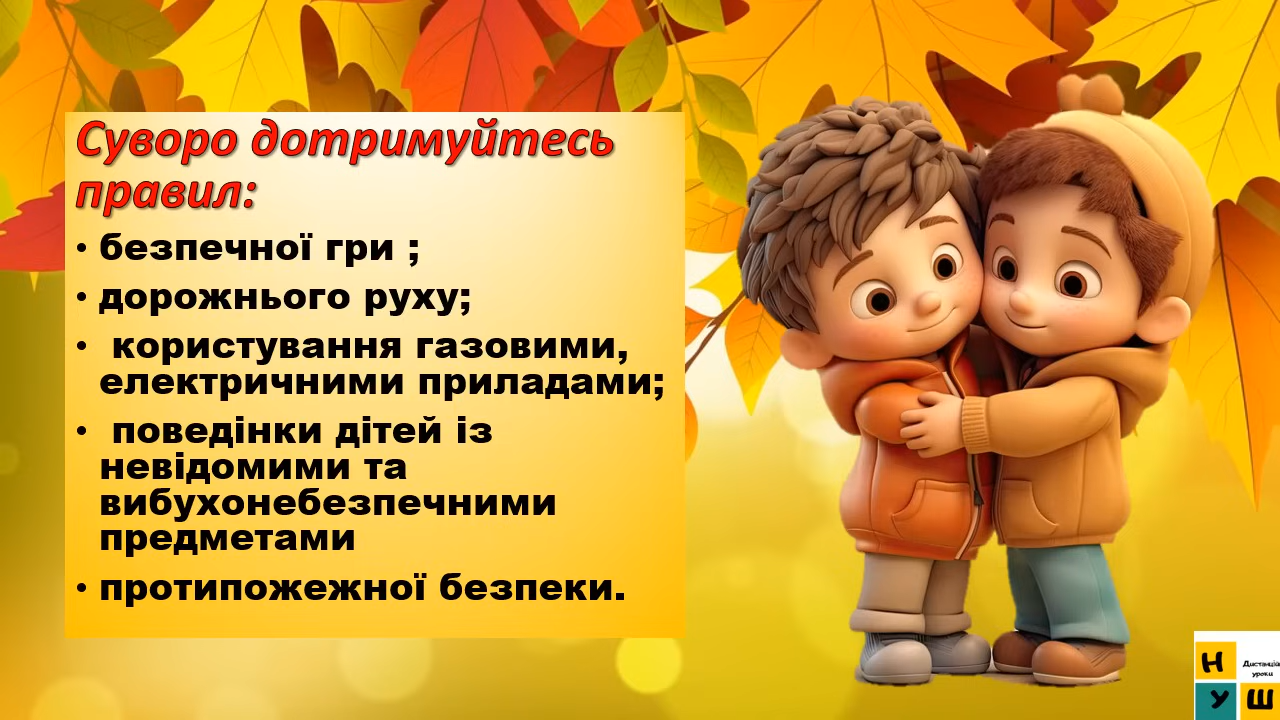 Суворо дотримуйтесь
правил:
• безпечної гри ;
• дорожнього руху;
• користування газовими,
електричними приладами;
• поведінки дітей із
невідомими та
вибухонебезпечними
предметами
• протипожежної безпеки.
Н
уроки
У Ш